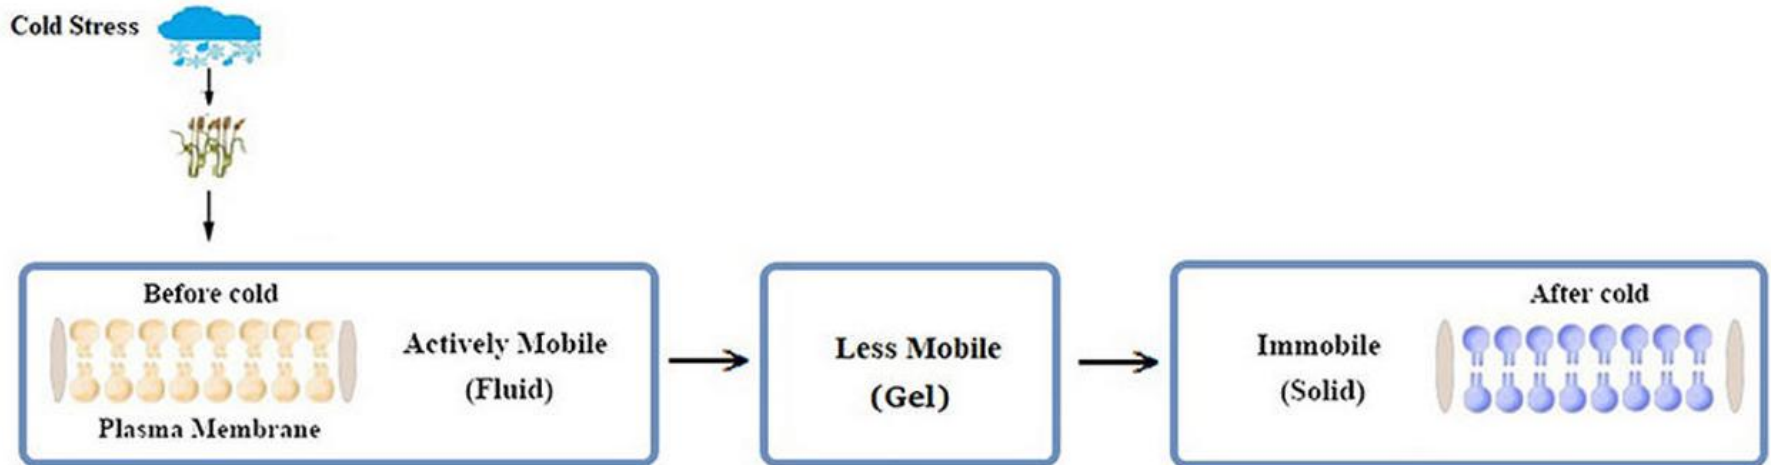 Cold Stress
Before cold
Plasma Membrane
Actively Mobile
(Fluid)
Less Mobile
(Gel)
Immobile
(Solid)
After cold